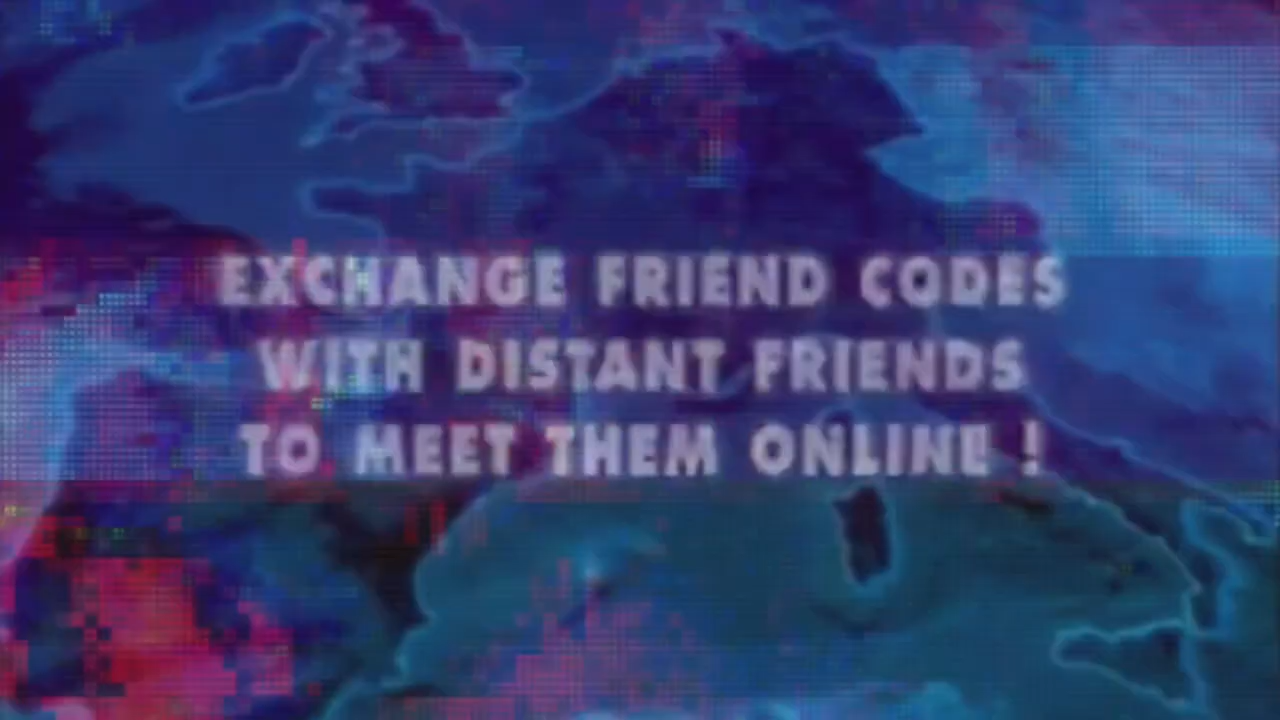 EXCHANGE FRIEND CODES
WITH DISTANT FRIENDS
TO MEET THEM ONLINE !